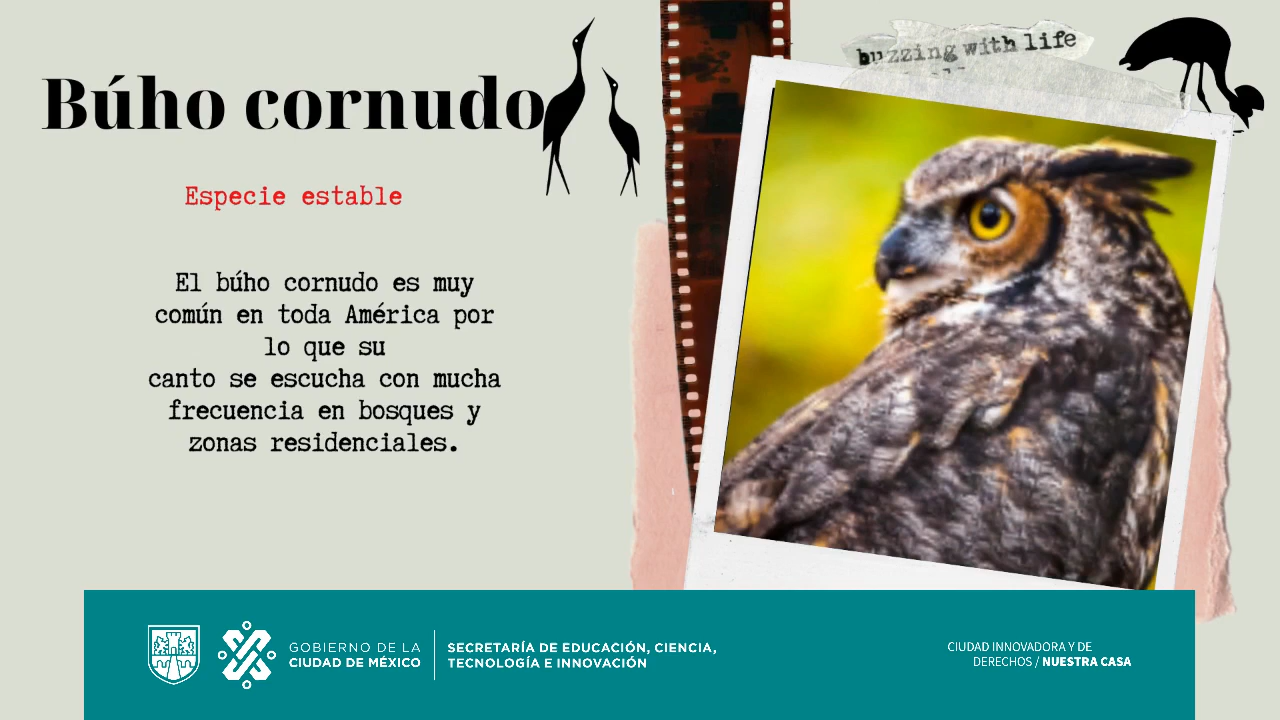 buzzing with life
Búho cornudo
Especie estable
El búho cornudo es muy
común en toda América por
lo que su
canto se escucha con mucha
frecuencia en bosques y
zonas residenciales.
GOBIERNO DE LA
CIUDAD DE MÉXICO
SECRETARÍA DE EDUCACIÓN, CIENCIA,
TECNOLOGÍA E INNOVACIÓN
CIUDAD INNOVADORA Y DE
DERECHOS / NUESTRA CASA